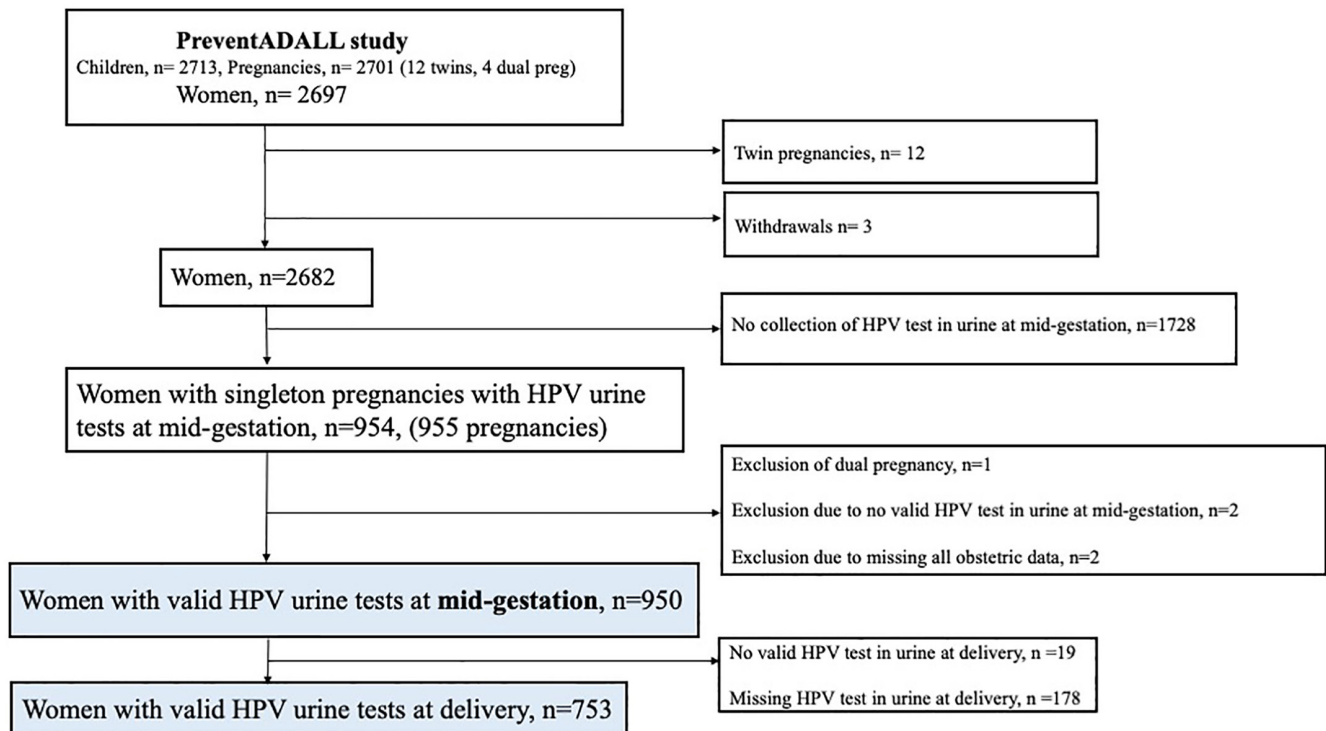 PreventADALL study
Children, n= 2713, Pregnancies, n= 2701 (12 twins, 4 dual preg)
Women, n= 2697
Twin pregnancies, n= 12
Withdrawals n= 3
Women, n=2682
No collection of HPV test in urine at mid-gestation, n=1728
Women with singleton pregnancies with HPV urine
tests at mid-gestation, n=954, (955 pregnancies)
Exclusion of dual pregnancy, n=1
Exclusion due to no valid HPV test in urine at mid-gestation, n=2
Exclusion due to missing all obstetric data, n=2
Women with valid HPV urine tests at mid-gestation, n=950
No valid HPV test in urine at delivery, n =19
Missing HPV test in urine at delivery, n =178
Women with valid HPV urine tests at delivery, n=753